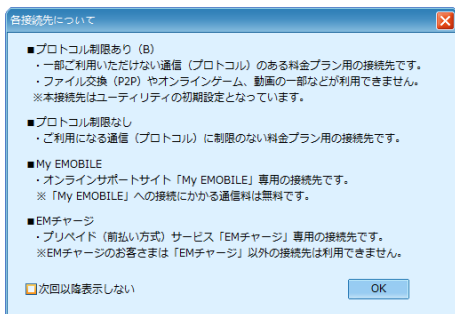 各接続先について
■プロトコル制限あり（B）
・一部ご利用いただけない通信（プロトコル）のある料金プラン用の接続先です。
・ファイル交換（P2P）やオンラインゲーム、動画の一部などが利用できません。
※本接続先はユーティリティの初期設定となっています。
■プロトコル制限なし
・ご利用になる通信（プロトコル）に制限のない料金プラン用の接続先です。
■My EMOBILE
・オンラインサポートサイト「My EMOBILE」専用の接続先です。
※「My EMOBILE」への接続にかかる通信料は無料です。
■EMチャージ
・プリペイド（前払い方式）サービス「EMチャージ」専用の接続先です。
※EMチャージのお客さまは「EMチャージ」以外の接続先は利用できません。
次回以降表示しない
OK